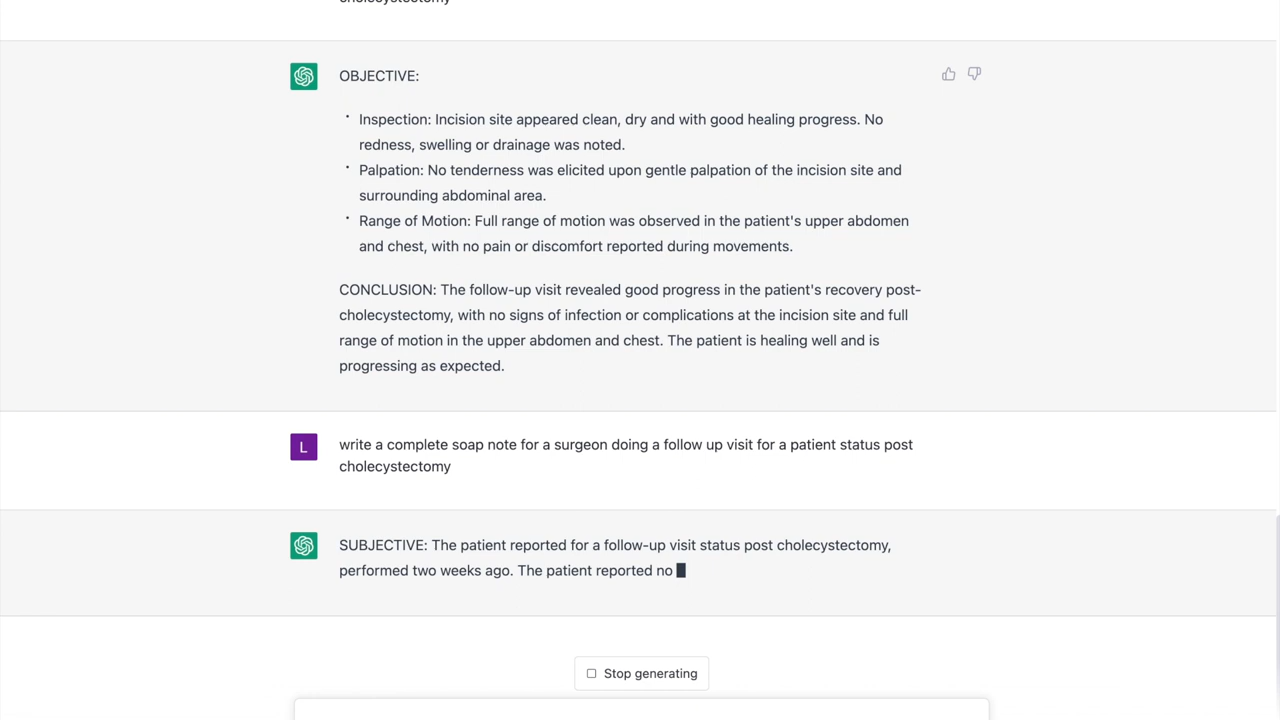 cholecystectomy
OBJECTIVE:
• Inspection: Incision site appeared clean, dry and with good healing progress. No
redness, swelling or drainage was noted.
• Palpation: No tenderness was elicited upon gentle palpation of the incision site and
surrounding abdominal area.
• Range of Motion: Full range of motion was observed in the patient's upper abdomen
and chest, with no pain or discomfort reported during movements.
CONCLUSION: The follow-up visit revealed good progress in the patient's recovery post-
cholecystectomy, with no signs of infection or complications at the incision site and full
range of motion in the upper abdomen and chest. The patient is healing well and is
progressing as expected.
L
write a complete soap note for a surgeon doing a follow up visit for a patient status post
cholecystectomy
SUBJECTIVE: The patient reported for a follow-up visit status post cholecystectomy,
performed two weeks ago. The patient reported no
Stop generating